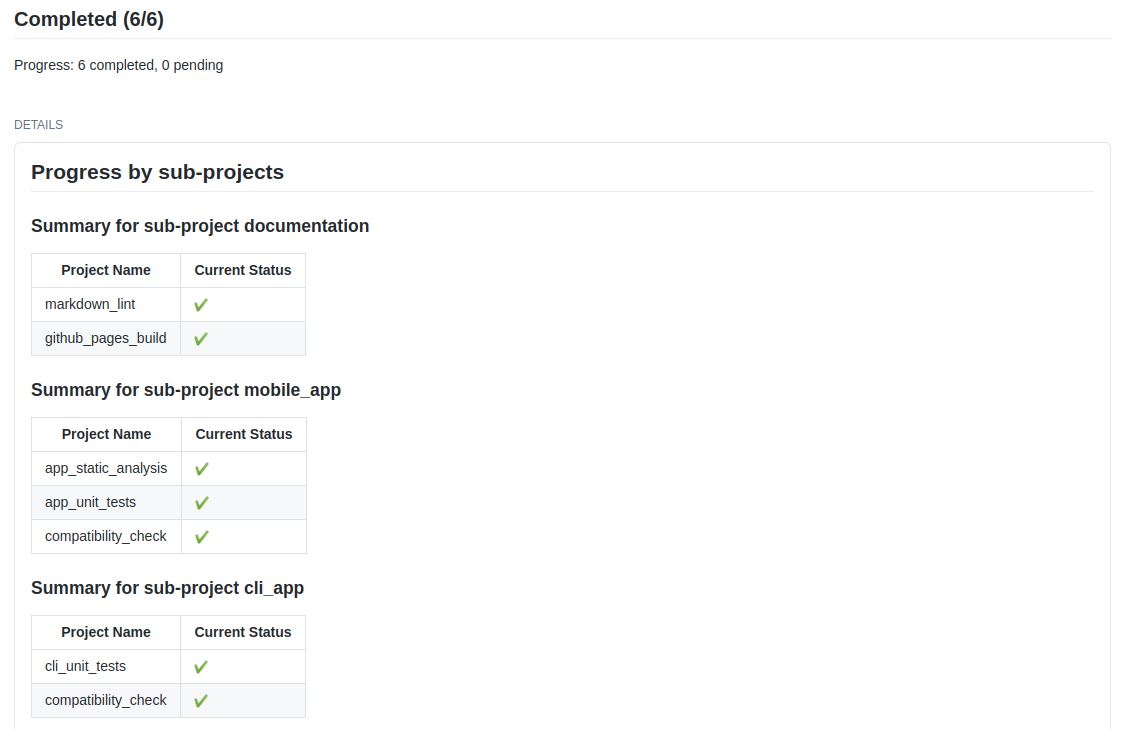 Completed (6/6)
Progress: 6 completed, 0 pending
DETAILS
Progress by sub-projects
Summary for sub-project documentation
Project Name Current Status
markdown_lint ✔
github_pages_build ✔
Summary for sub-project mobile_app
Project Name Current Status
app_static_analysis ✔
app_unit_tests ✔
compatibility_check ✔
Summary for sub-project cli_app
Project Name Current Status
cli_unit_tests ✔
compatibility_check ✔